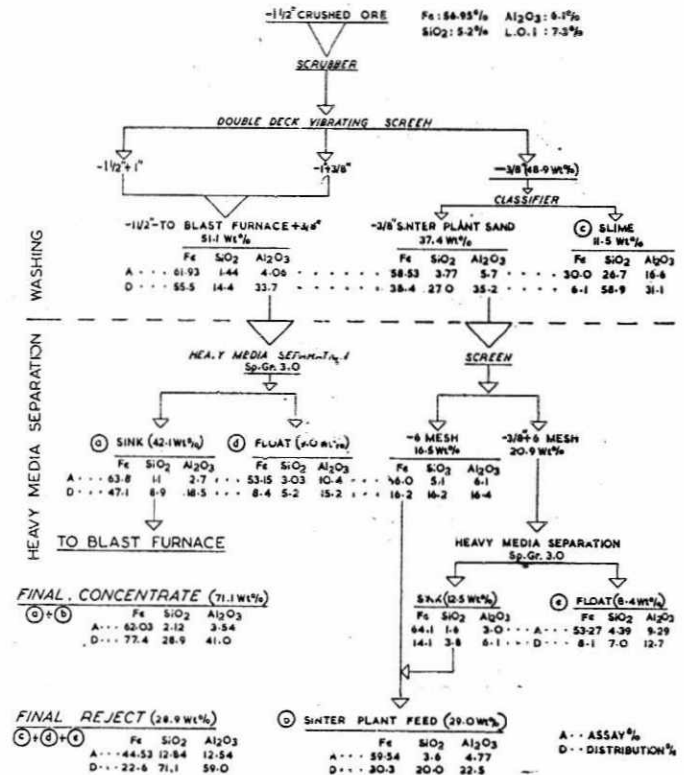 -1 1/2" CRUSHED ORE
Fe: 56.95% Al2O3: 6.1%
SiO2: 5.2% L.O.I: 7.3%
SCRUBBER
DOUBLE DECK VIBRATING SCREEN
-1 1/2"+1"
-1"+3/8"
-3/8"(48.9 Wt%)
CLASSIFIER
-1 1/2"-TO BLAST FURNACE+3/8"
51.1 Wt%
-3/8" SINTER PLANT SAND
37.4 Wt%
(c) SLIME
11.5 Wt%
Fe SiO2 Al2O3 Fe SiO2 Al2O3 Fe SiO2 Al2O3
A 61.93 1.44 4.06 58.53 3.77 5.7 30.0 26.7 16.6
D 55.5 14.4 33.7 38.4 27.0 35.2 6.1 58.9 31.1
WASHING
HEAVY MEDIA SEPARATION
HEAVY MEDIA SEPARATION
Sp.Gr. 3.0
SCREEN
(a) SINK (42.1 Wt%)
(d) FLOAT
-6 MESH
16.5 Wt%
-3/8"+6 MESH
20.9 Wt%
Fe SiO2 Al2O3 Fe SiO2 Al2O3 Fe SiO2 Al2O3
A 63.8 1.1 2.7 53.15 3.03 10.4 56.0 5.1 6.1
D 47.1 8.9 18.5 8.4 5.2 15.2 16.2 16.2 16.4
TO BLAST FURNACE
HEAVY MEDIA SEPARATION
Sp.Gr. 3.0
SINK (12.5 Wt%)
(e) FLOAT (8.4 Wt%)
Fe SiO2 Al2O3 Fe SiO2 Al2O3
64.1 1.6 3.0 A 53.27 4.39 9.29
14.1 3.8 6.1 D 8.1 7.0 12.7
FINAL. CONCENTRATE (71.1 Wt%)
(a)+(b)
Fe SiO2 Al2O3
A 62.03 2.12 3.54
D 77.4 28.9 41.0
FINAL REJECT (28.9 Wt%)
(c)+(d)+(e)
Fe SiO2 Al2O3
A 44.53 12.84 12.54
D 22.6 71.1 59.0
(b) SINTER PLANT FEED (29.0 Wt%)
Fe SiO2 Al2O3
A 59.54 3.6 4.77
D 30.3 20.0 22.5
A·· ASSAY%
D·· DISTRIBUTION%